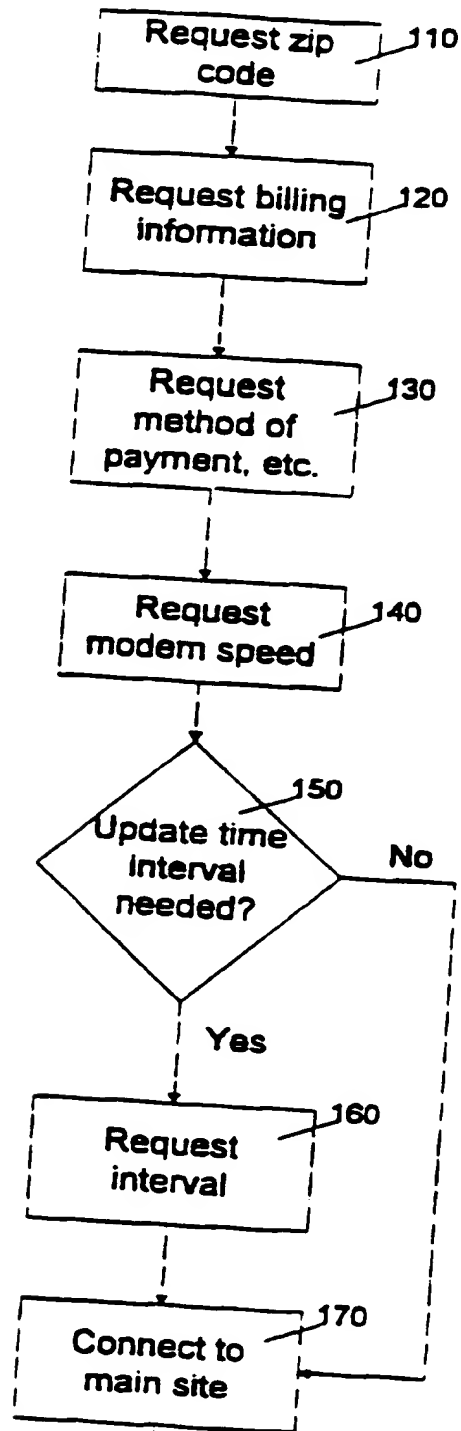 Request zip
code
110
Request billing
information
120
Request
method of
payment, etc.
130
Request
modem speed
140
150
Update time
interval
needed?
No
Yes
160
Request
interval
170
Connect to
main site